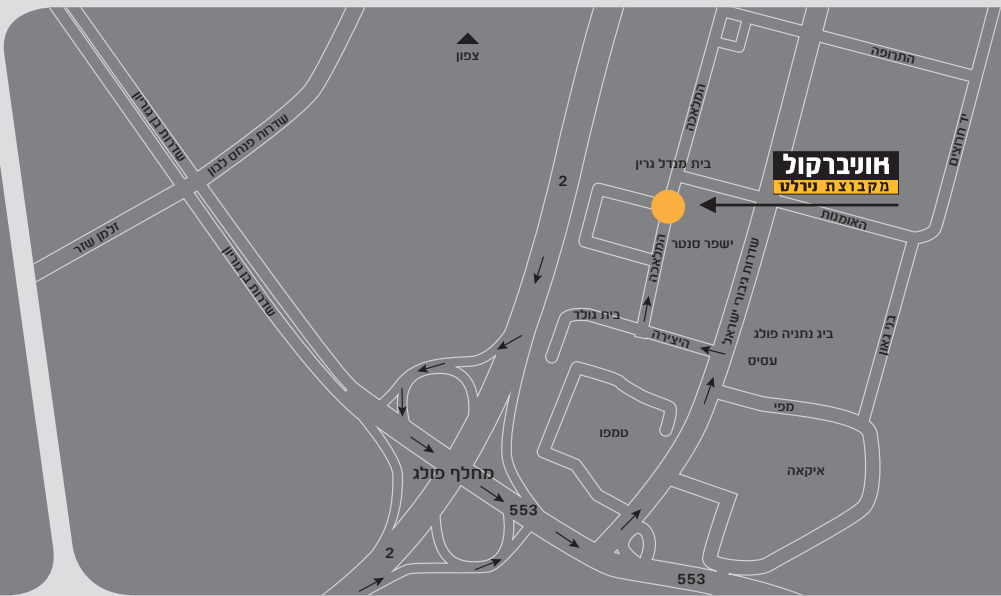 צפון
התרופה
המלאכה
יד חרוצים
שדרות בן גוריון
שדרות פנחס לבון
אוניברקול
מקבוצת נירלט
בית מנדל גרין
2
האומנות
זלמן שזר
ישפר סנטר
המלאכה
שדרות גיבורי ישראל
שדרות בן גוריון
בית גולד
היצירה
ביג נתניה פולג
בני גאון
עסיס
מפי
טמפו
איקאה
מחלף פולג
553
2
553